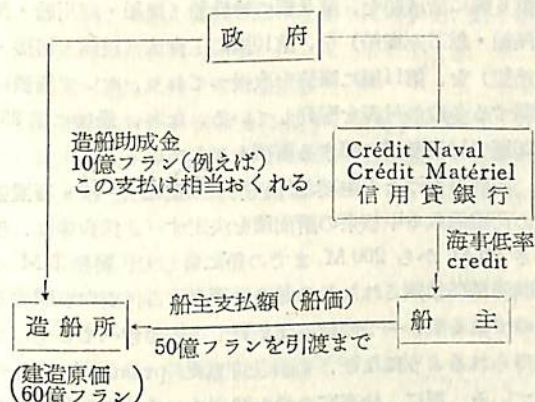 政府
造船助成金
10億フラン(例えば)
この支払は相当おくれる
Crédit Naval
Crédit Matériel
信用貸銀行
海事低率
credit
造船所
船主支払額(船価)
50億フランを引渡まで
船主
(建造原価
60億フラン)